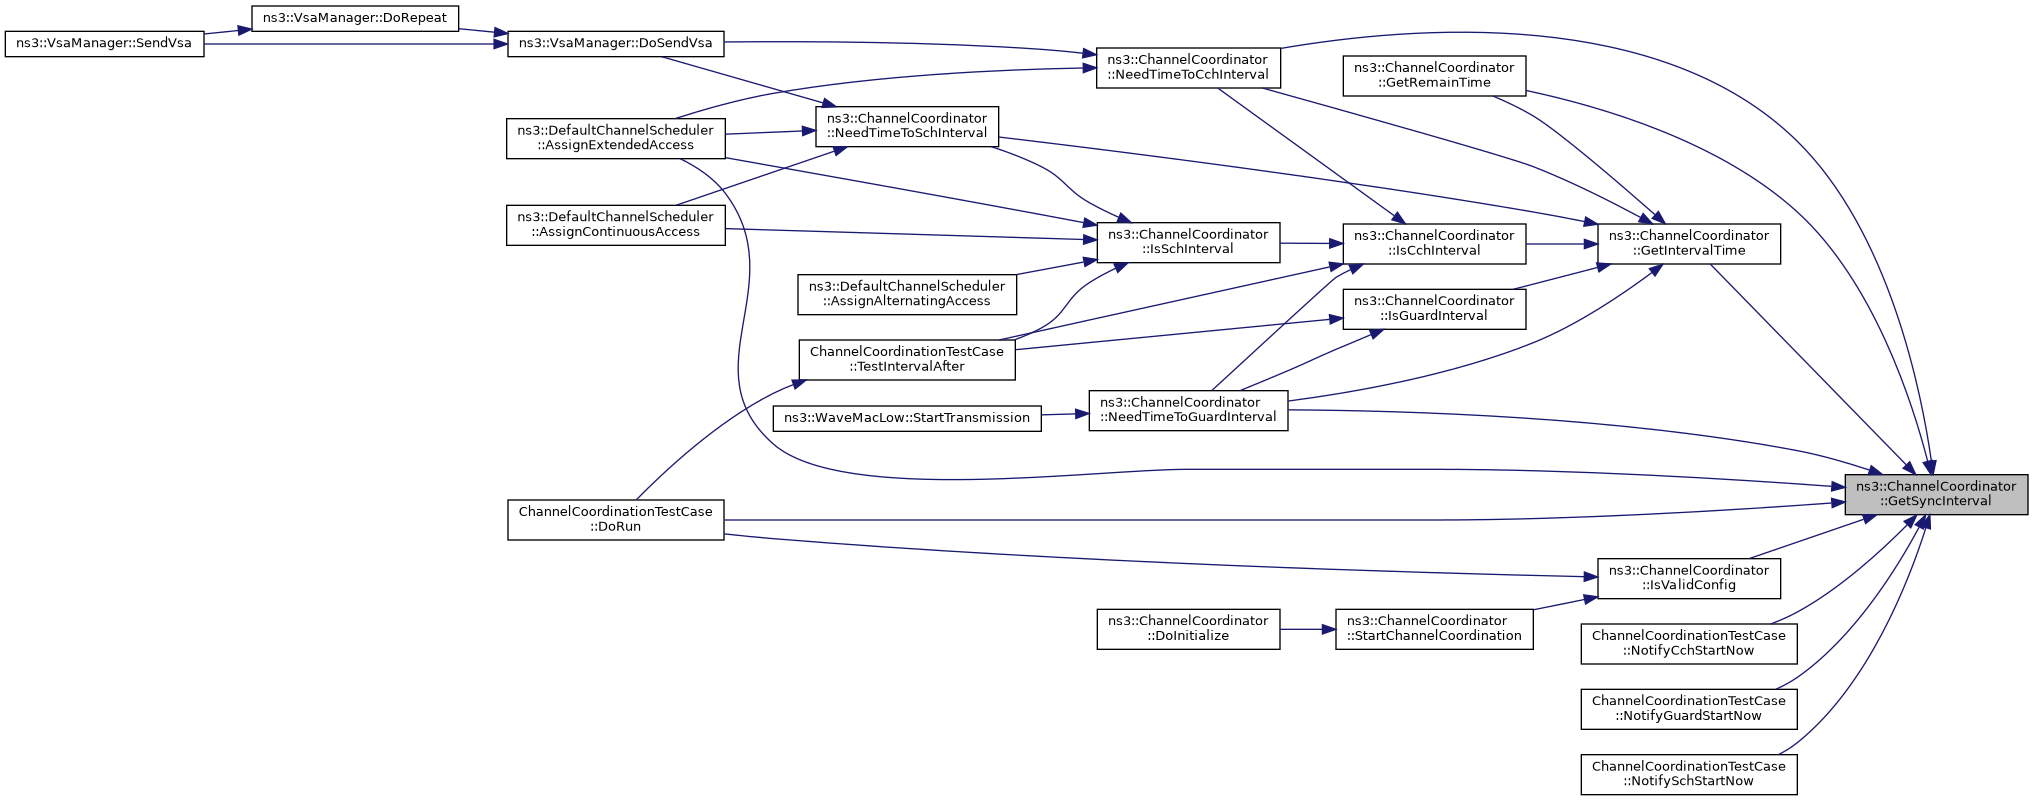 ns3::VsaManager::DoRepeat
ns3::VsaManager::SendVsa
ns3::VsaManager::DoSendVsa
ns3::ChannelCoordinator
::NeedTimeToCchInterval
ns3::ChannelCoordinator
::GetRemainTime
ns3::ChannelCoordinator
::NeedTimeToSchInterval
ns3::DefaultChannelScheduler
::AssignExtendedAccess
ns3::DefaultChannelScheduler
::AssignContinuousAccess
ns3::ChannelCoordinator
::IsSchInterval
ns3::ChannelCoordinator
::IsCchInterval
ns3::ChannelCoordinator
::GetIntervalTime
ns3::DefaultChannelScheduler
::AssignAlternatingAccess
ns3::ChannelCoordinator
::IsGuardInterval
ChannelCoordinationTestCase
::TestIntervalAfter
ns3::WaveMacLow::StartTransmission
ns3::ChannelCoordinator
::NeedTimeToGuardInterval
ns3::ChannelCoordinator
::GetSyncInterval
ChannelCoordinationTestCase
::DoRun
ns3::ChannelCoordinator
::IsValidConfig
ns3::ChannelCoordinator
::DoInitialize
ns3::ChannelCoordinator
::StartChannelCoordination
ChannelCoordinationTestCase
::NotifyCchStartNow
ChannelCoordinationTestCase
::NotifyGuardStartNow
ChannelCoordinationTestCase
::NotifySchStartNow